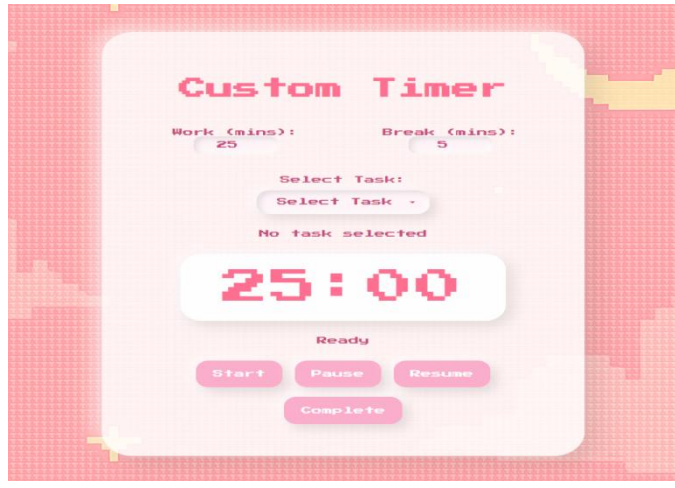 Custom Timer
Work (mins): Break (mins):
25 5
Select Task:
Select Task
No task selected
25:00
Ready
Start Pause Resume
Complete